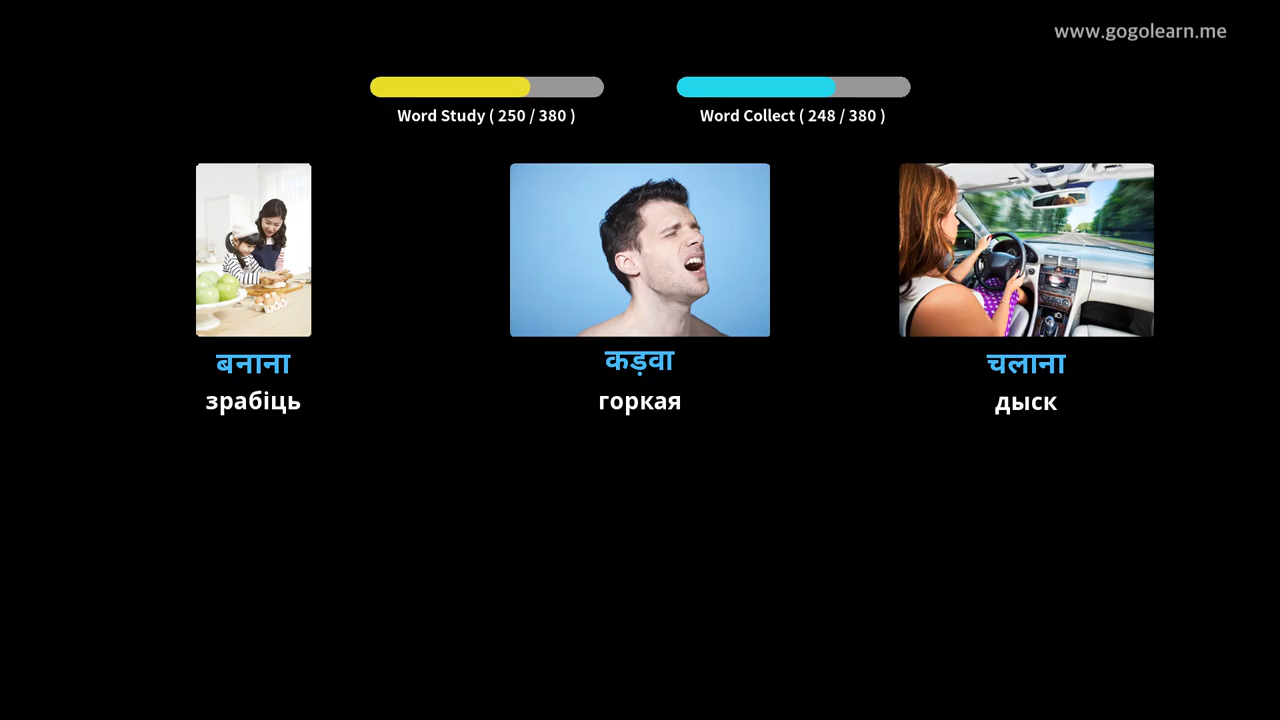 www.gogolearn.me
Word Study ( 250 / 380 )
Word Collect ( 248 / 380 )
बनाना
कड़वा
चलाना
зрабіць
горкая
дыск